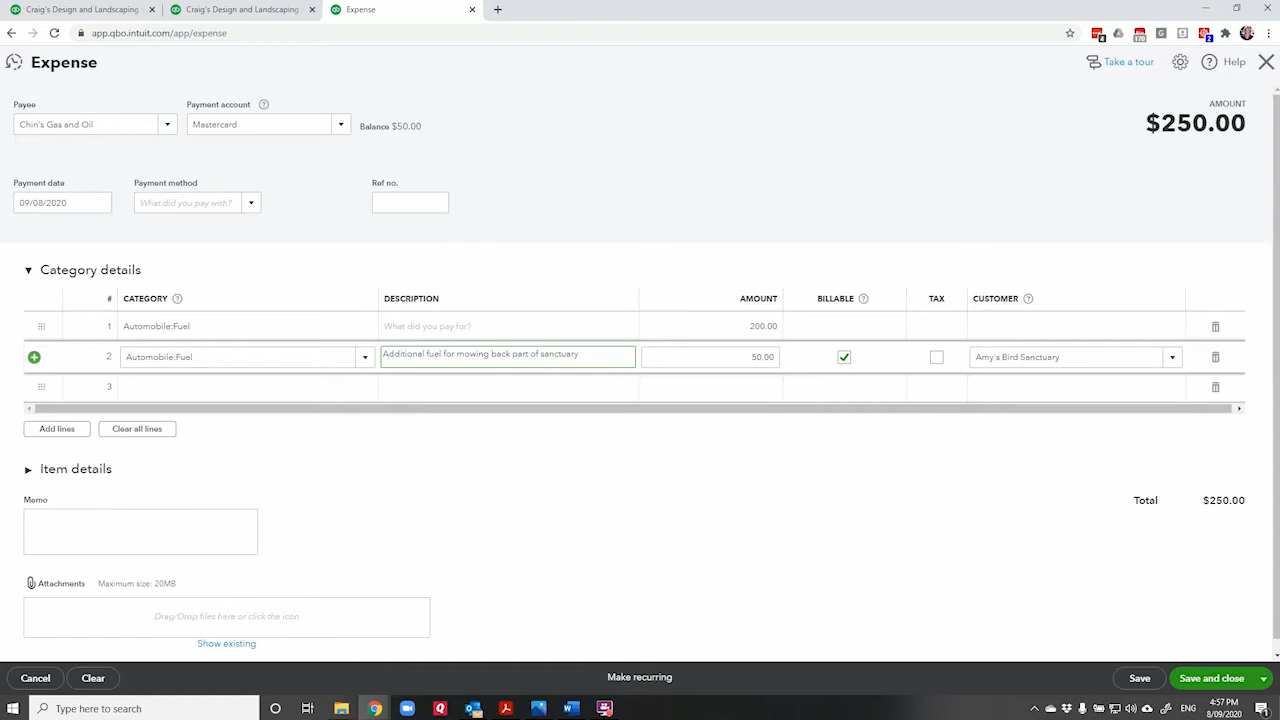 Craig's Design and Landscaping
Craig's Design and Landscaping
Expense
app.qbo.intuit.com/app/expense
170
2
Expense
Take a tour
Help
Payee
Payment account
AMOUNT
Chin's Gas and Oil
Mastercard
Balance $50.00
$250.00
Payment date
Payment method
Ref no.
09/08/2020
What did you pay with?
Category details
# CATEGORY DESCRIPTION AMOUNT BILLABLE TAX CUSTOMER
1 Automobile:Fuel What did you pay for? 200.00
2 Automobile:Fuel Additional fuel for mowing back part of sanctuary 50.00 Amy's Bird Sanctuary
3
Add lines
Clear all lines
Item details
Memo
Total $250.00
Attachments Maximum size: 20MB
Drag/Drop files here or click the icon
Show existing
Cancel
Clear
Make recurring
Save
Save and close
Type here to search
ENG
4:57 PM
8/09/2020